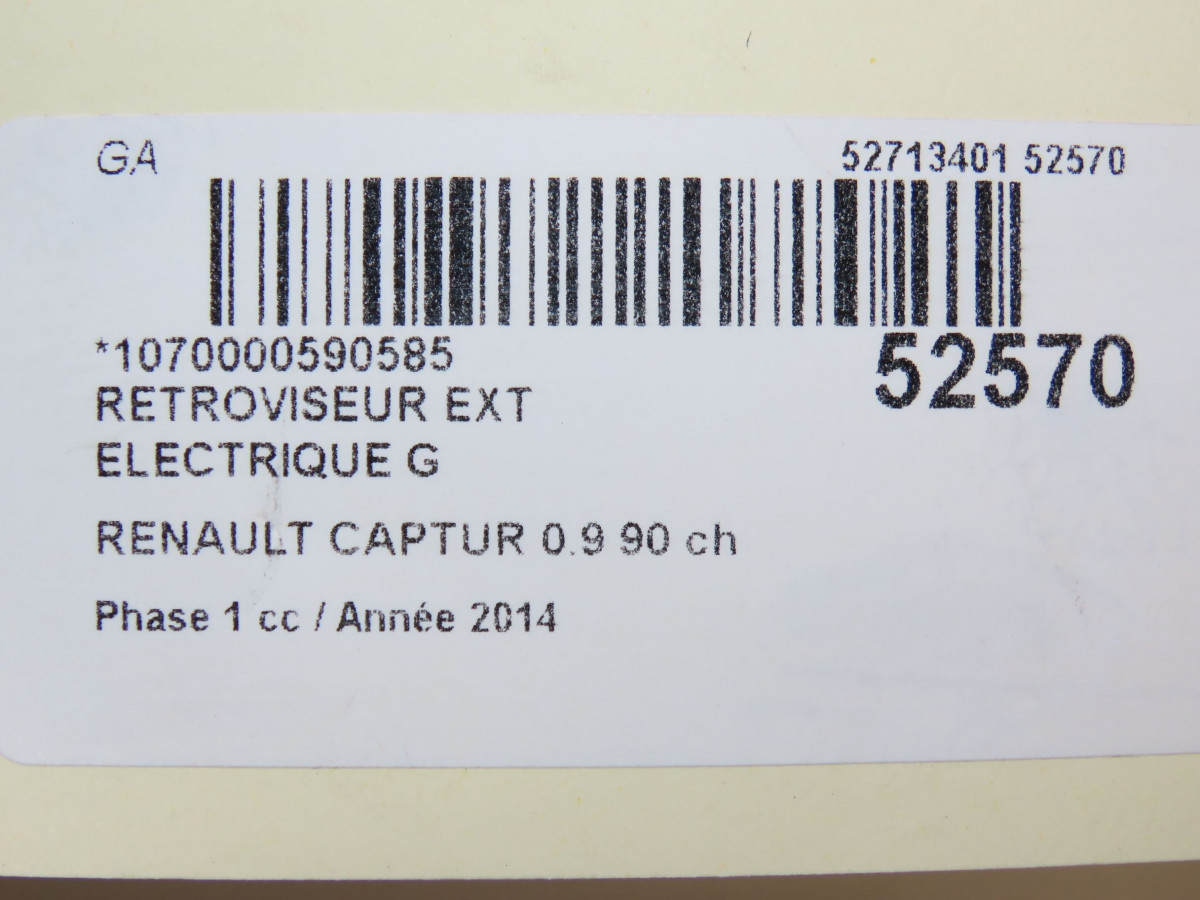 GA 52713401 52570
*1070000590585
52570
RETROVISEUR EXT
ELECTRIQUE G
RENAULT CAPTUR 0.9 90 ch
Phase 1 cc / Année 2014